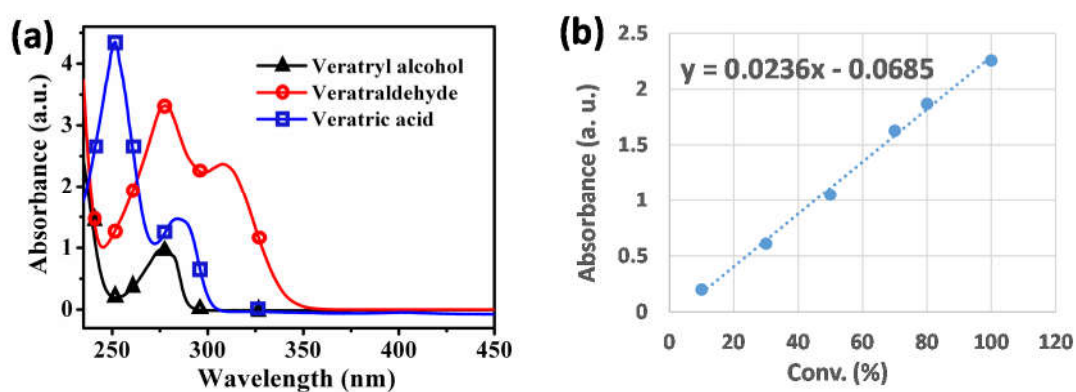 (a)
Absorbance (a.u.)
4
3
2
1
0
Veratryl alcohol
Veratraldehyde
Veratric acid
250 300 350 400 450
Wavelength (nm)
(b)
Absorbance (a. u.)
2.5
2
1.5
1
0.5
0
y = 0.0236x - 0.0685
0 20 40 60 80 100 120
Conv. (%)